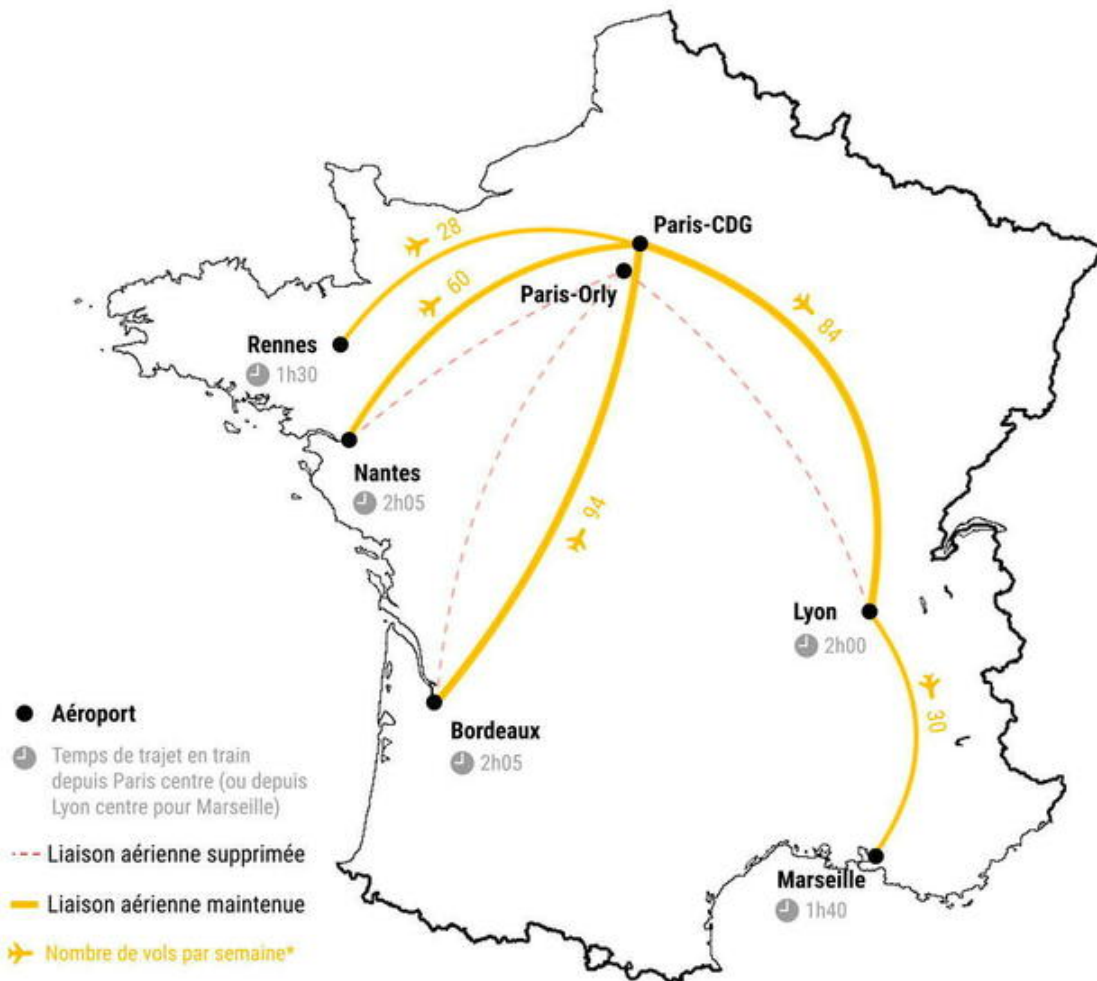 Paris-CDG
28
60
Paris-Orly
84
Rennes
1h30
Nantes
2h05
94
Lyon
2h00
30
Bordeaux
2h05
Marseille
1h40
Aéroport
Temps de trajet en train
depuis Paris centre (ou depuis
Lyon centre pour Marseille)
Liaison aérienne supprimée
Liaison aérienne maintenue
Nombre de vols par semaine*